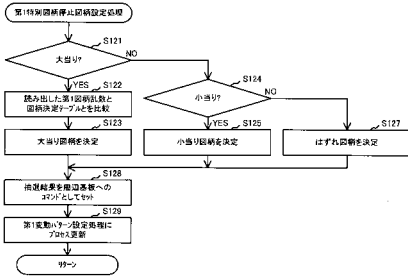 第1特別図柄停止図柄設定処理
S121
大当り?
NO
YES
S122
読み出した第1図柄乱数と
図柄決定テーブルとを比較
S123
大当り図柄を決定
S124
小当り?
NO
YES
S125
小当り図柄を決定
S127
はずれ図柄を決定
S128
抽選結果を周辺基板への
コマンドとしてセット
S129
第1変動パターン設定処理に
プロセス更新
リターン